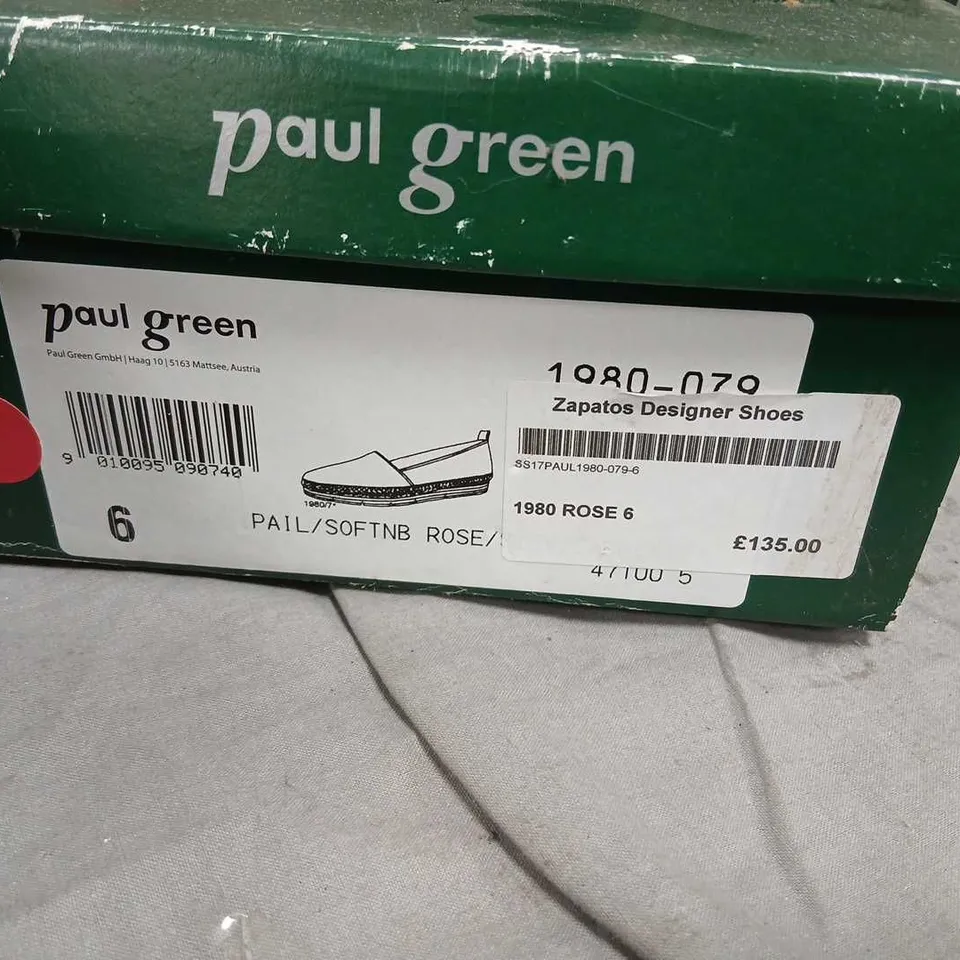 paul green
paul green
Paul Green GmbH | Haag 10 | 5163 Mattsee, Austria
1980-079
Zapatos Designer Shoes
SS17PAUL1980-079-6
9 010095 090740
1980/7*
1980 ROSE 6
6
PAIL/SOFTNB ROSE/
£135.00
47100 5